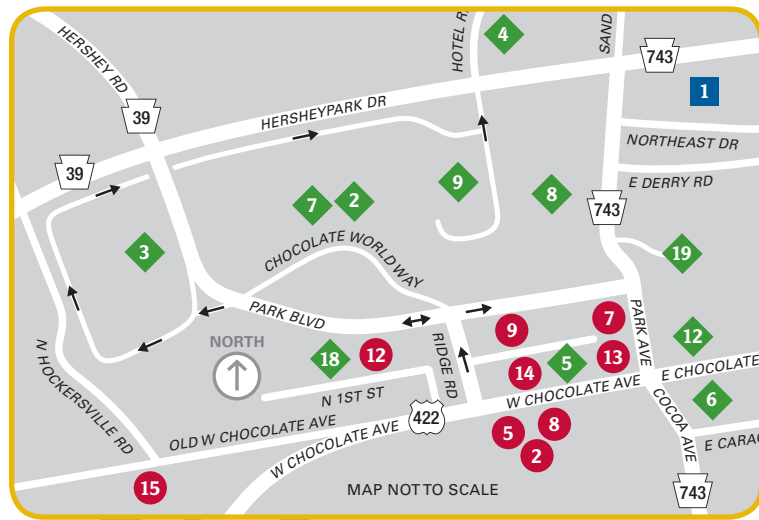 HERSHEY RD
HOTEL R
4
SAND
743
1
39
HERSHEYPARK DR
NORTHEAST DR
39
E DERRY RD
9
8
7
2
743
3
CHOCOLATE WORLD WAY
19
PARK BLVD
PARK AVE
9
7
12
NORTH
18
12
RIDGE RD
14
5
13
E CHOCOLATE
N HOCKERSVILLE RD
N 1ST ST
W CHOCOLATE AVE
6
OLD W CHOCOLATE AVE
422
COCOA AVE
W CHOCOLATE AVE
5
8
2
E CARA
15
MAP NOT TO SCALE
743